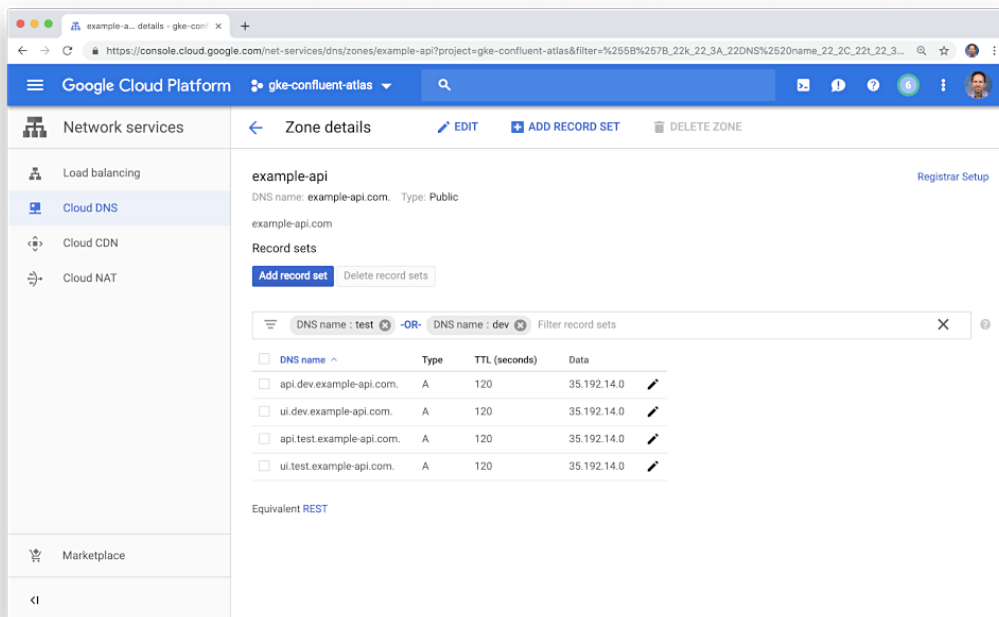 example-a... details - gke-conf
https://console.cloud.google.com/net-services/dns/zones/example-api?project=gke-confluent-atlas&filter=%255B%257B_22k_22_3A_22DNS%2520name_22_2C_22t_22_3...
Google Cloud Platform gke-confluent-atlas 6
Network services Zone details EDIT ADD RECORD SET DELETE ZONE
Load balancing
Cloud DNS
Cloud CDN
Cloud NAT
Marketplace
example-api Registrar Setup
DNS name: example-api.com. Type: Public
example-api.com
Record sets
Add record set Delete record sets
DNS name : test -OR- DNS name : dev Filter record sets
DNS name Type TTL (seconds) Data
api.dev.example-api.com. A 120 35.192.14.0
ui.dev.example-api.com. A 120 35.192.14.0
api.test.example-api.com. A 120 35.192.14.0
ui.test.example-api.com. A 120 35.192.14.0
Equivalent REST